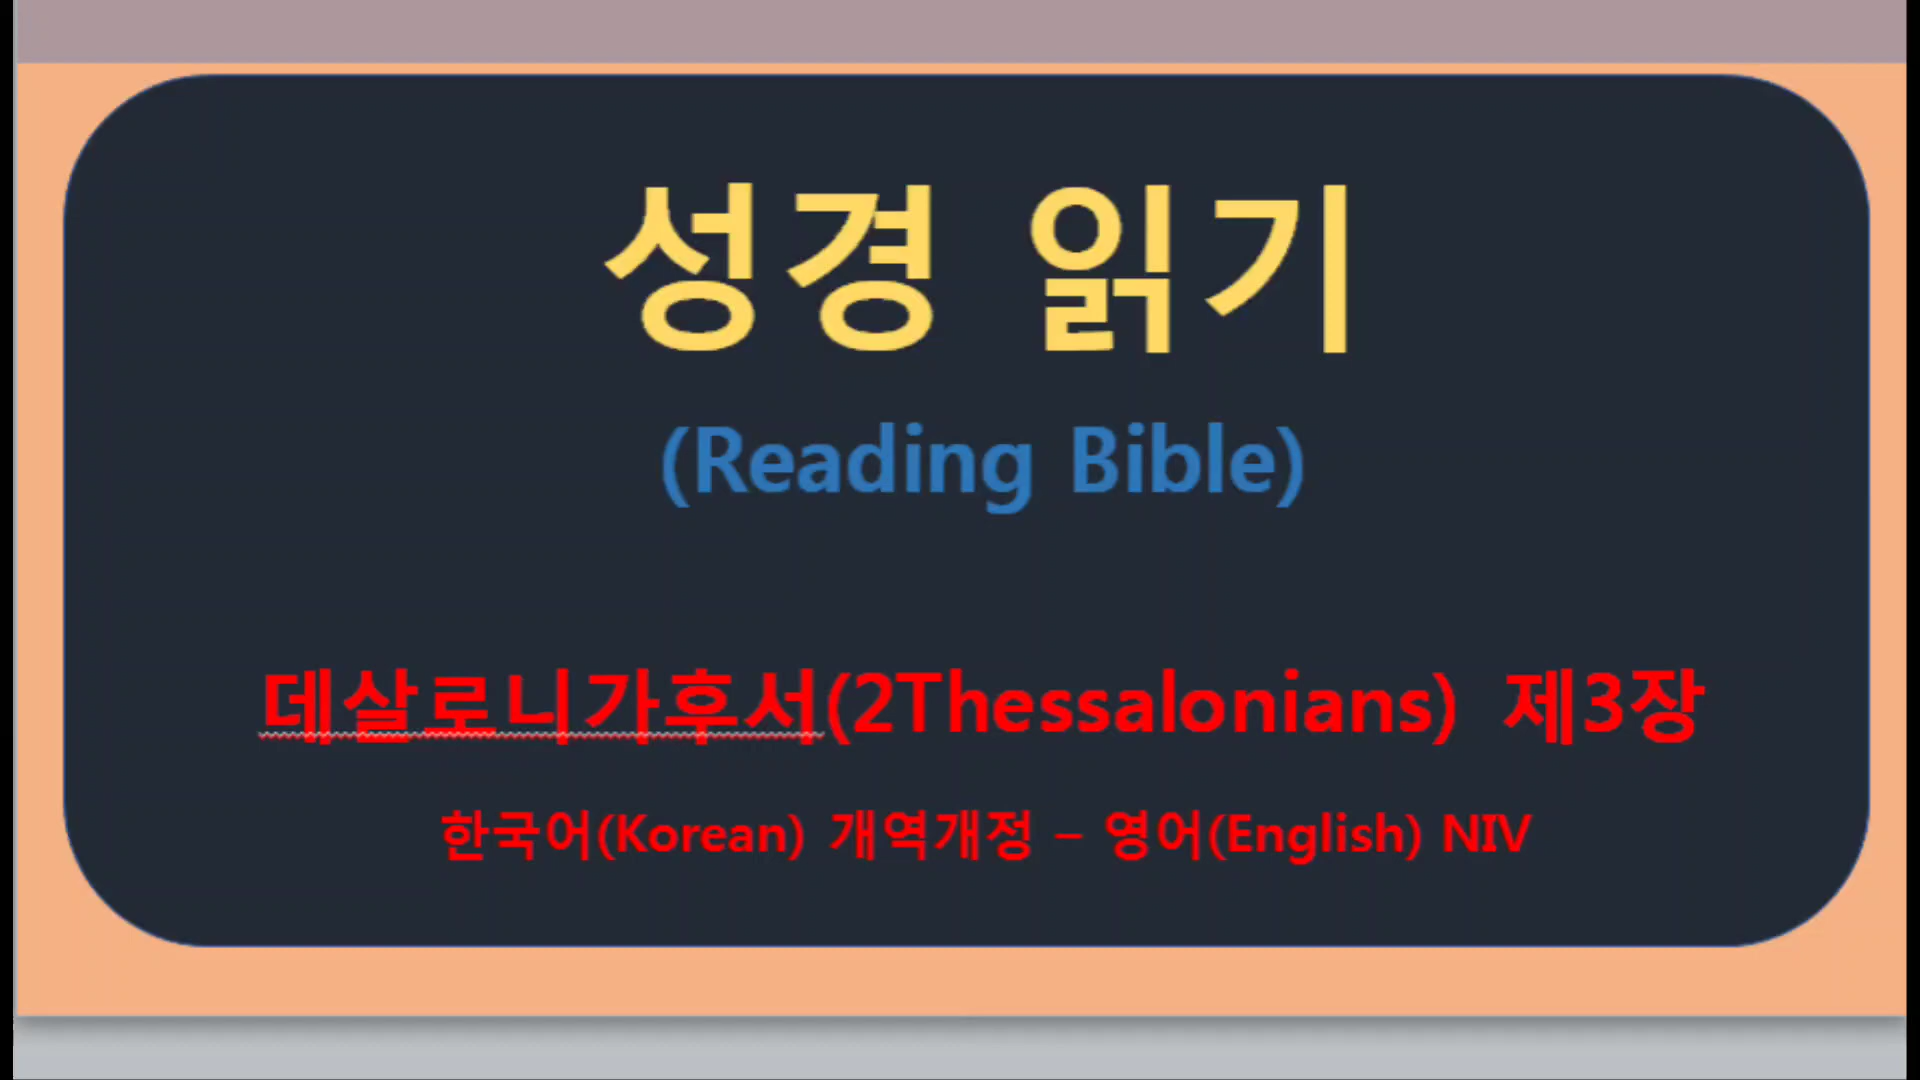 성경 읽기
(Reading Bible)
데살로니가후서(2Thessalonians) 제3장
한국어(Korean) 개역개정 – 영어(English) NIV